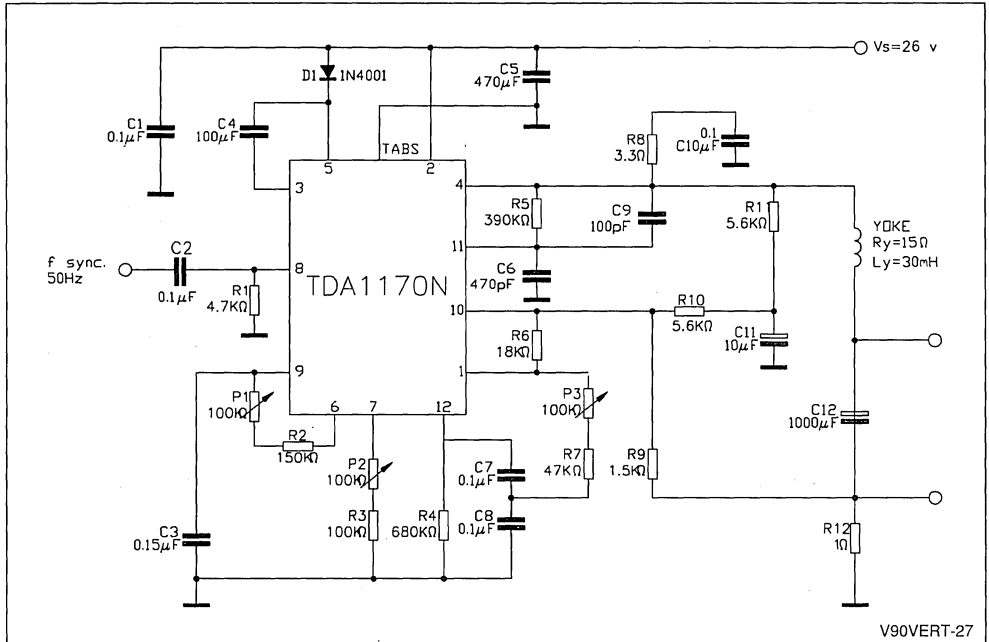 Vs=26 v
D1
1N4001
C5
470µF
C1
0.1µF
C4
100µF
0.1
C10µF
R8
3.3Ω
TABS
5
2
3
4
R5
390KΩ
C9
100pF
R11
5.6KΩ
YOKE
Ry=15Ω
Ly=30mH
11
f sync.
50Hz
C2
0.1µF
8
R1
4.7KΩ
TDA1170N
C6
470pF
10
R10
5.6KΩ
R6
18KΩ
C11
10µF
9
1
P1
100KΩ
P3
100KΩ
6
7
12
C12
1000µF
R2
150KΩ
P2
100KΩ
C7
0.1µF
R7
47KΩ
R9
1.5KΩ
C3
0.15µF
R3
100KΩ
R4
680KΩ
C8
0.1µF
R12
1Ω
V90VERT-27